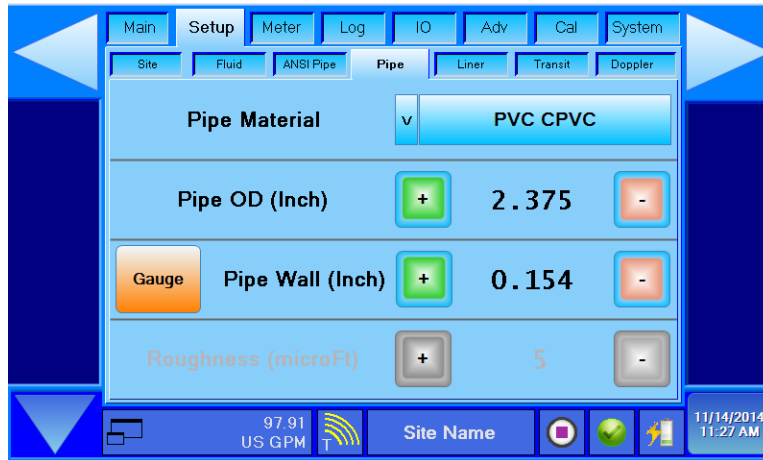 Main Setup Meter Log IO Adv Cal System
Site Fluid ANSI Pipe Pipe Liner Transit Doppler
Pipe Material v PVC CPVC
Pipe OD (Inch) + 2.375 -
Gauge Pipe Wall (Inch) + 0.154 -
Roughness (microFt) + 5 -
97.91
US GPM T Site Name
11/14/2014
11:27 AM